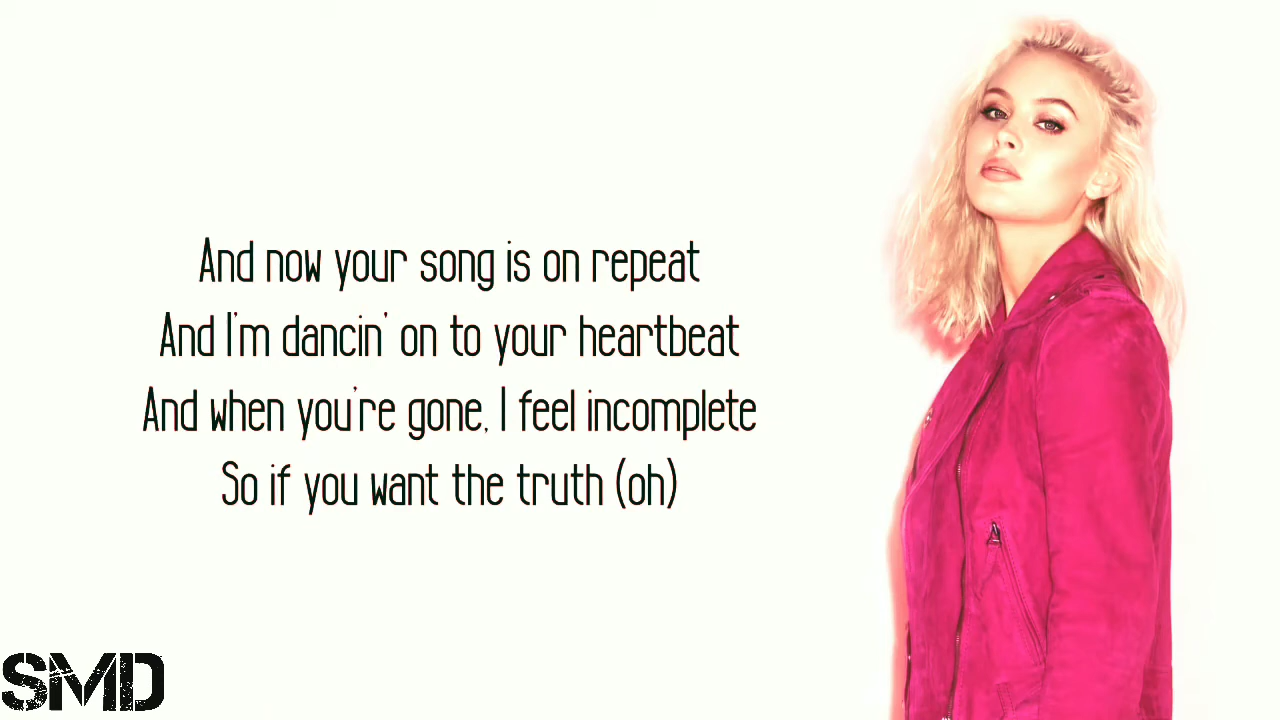 And now your song is on repeat
And I'm dancin' on to your heartbeat
And when you're gone, I feel incomplete
So if you want the truth (oh)
SMD